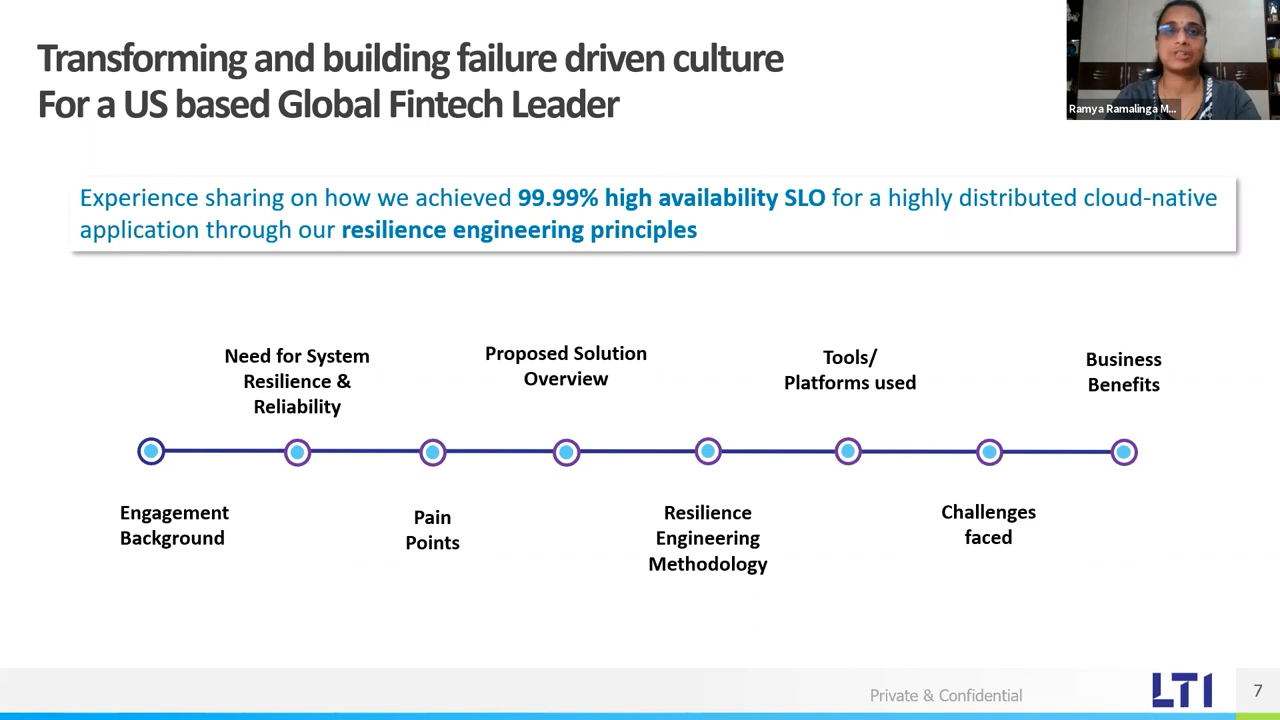 Transforming and building failure driven culture
For a US based Global Fintech Leader
Ramya Ramalinga M...
Experience sharing on how we achieved 99.99% high availability SLO for a highly distributed cloud-native
application through our resilience engineering principles
Need for System
Resilience &
Reliability
Proposed Solution
Overview
Tools/
Platforms used
Business
Benefits
Engagement
Background
Pain
Points
Resilience
Engineering
Methodology
Challenges
faced
Private & Confidential
LTI
7